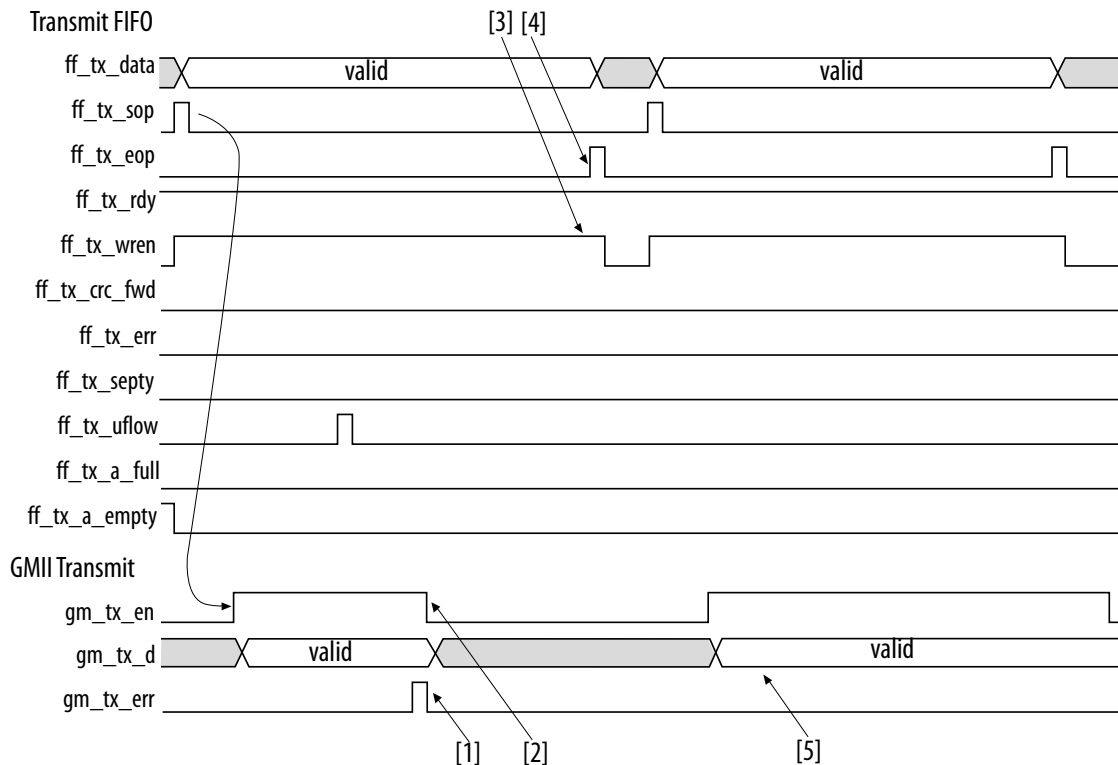 Transmit FIFO
[3] [4]
ff_tx_data valid valid
ff_tx_sop
ff_tx_eop
ff_tx_rdy
ff_tx_wren
ff_tx_crc_fwd
ff_tx_err
ff_tx_septy
ff_tx_uflow
ff_tx_a_full
ff_tx_a_empty
GMII Transmit
gm_tx_en
gm_tx_d valid valid
gm_tx_err
[1] [2] [5]